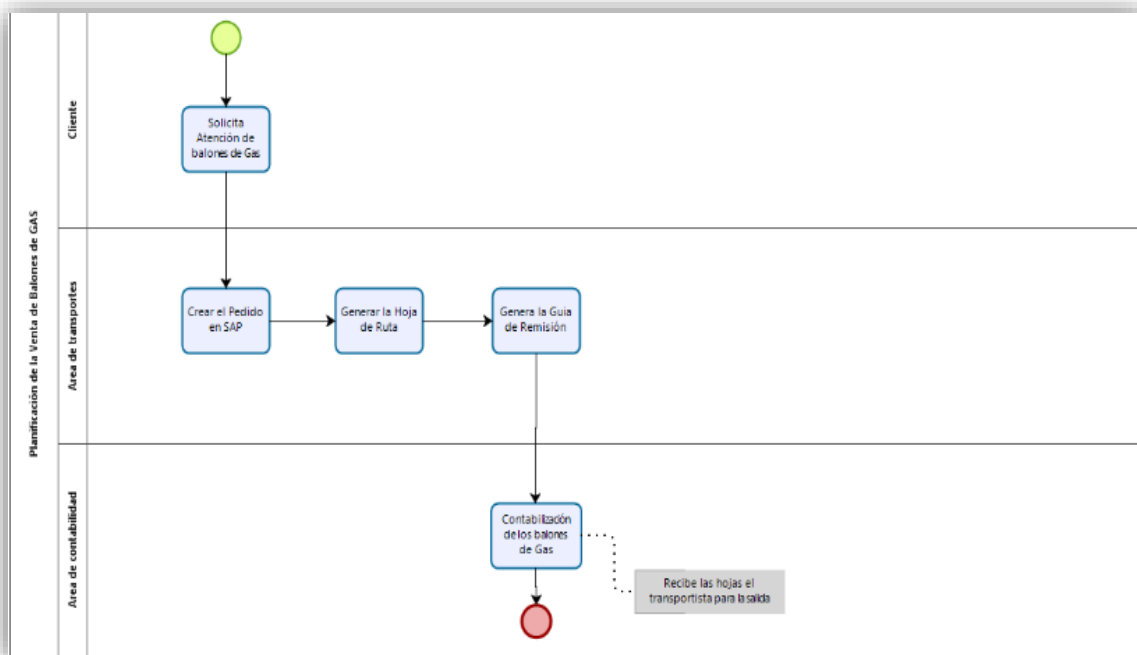 Planificación de la Venta de Balones de GAS
Cliente
Solicita
Atención de
balones de Gas
Area de transportes
Crear el Pedido
en SAP
Generar la Hoja
de Ruta
Genera la Guia
de Remisión
Area de contabilidad
Contabilización
de los balones
de Gas
Recibe las hojas el
transportista para la salida